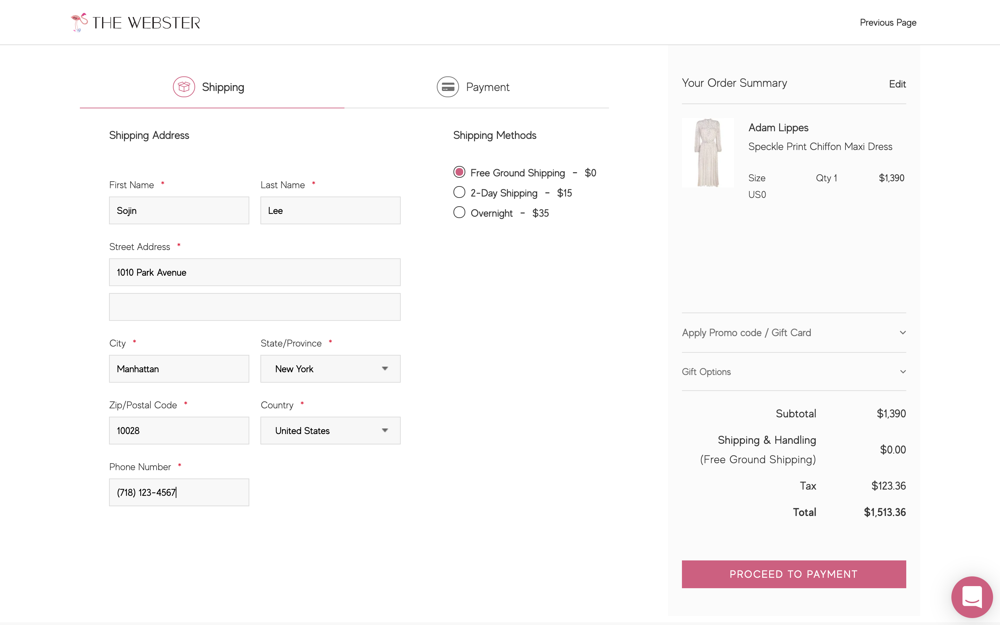 THE WEBSTER
Previous Page
Shipping
Payment
Shipping Address
First Name *
Last Name *
Sojin
Lee
Street Address *
1010 Park Avenue
City *
State/Province *
Manhattan
New York
Zip/Postal Code *
Country *
10028
United States
Phone Number *
(718) 123-4567
Shipping Methods
Free Ground Shipping - $0
2-Day Shipping - $15
Overnight - $35
Your Order Summary
Edit
Adam Lippes
Speckle Print Chiffon Maxi Dress
Size Qty 1 $1,390
US0
Apply Promo code / Gift Card
Gift Options
Subtotal $1,390
Shipping & Handling
(Free Ground Shipping)
$0.00
Tax $123.36
Total $1,513.36
PROCEED TO PAYMENT